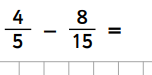 4/5 − 8/15 =